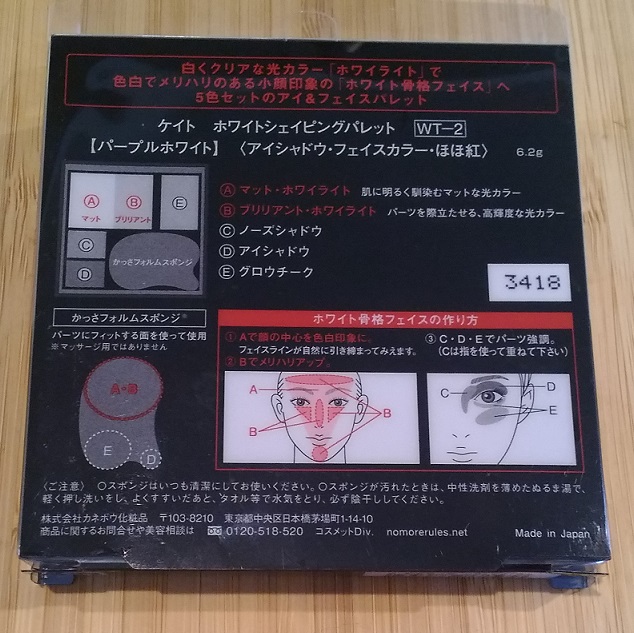 白くクリアな光カラー「ホワイライト」で
色白でメリハリのある小顔印象の「ホワイト骨格フェイス」へ
5色セットのアイ&フェイスパレット
ケイト ホワイトシェイピングパレット WT-2
【パープルホワイト】〈アイシャドウ・フェイスカラー・ほほ紅〉 6.2g
A マット
B ブリリアント
E
C
D
かっさフォルムスポンジ
Ⓐマット・ホワイライト 肌に明るく馴染むマットな光カラー
Ⓑブリリアント・ホワイライト パーツを際立たせる、高輝度な光カラー
Ⓒノーズシャドウ
Ⓓアイシャドウ
Ⓔグロウチーク
3418
かっさフォルムスポンジ※
パーツにフィットする面を使って使用
※マッサージ用ではありません
A・B
E
D
ホワイト骨格フェイスの作り方
①Aで顔の中心を色白印象に。
フェイスラインが自然に引き締まってみえます。
②Bでメリハリアップ。
③C・D・Eでパーツ強調。
(Cは指を使って重ねて下さい)
A
B
B
C
D
E
〈ご注意〉 ○スポンジはいつも清潔にしてお使いください。○スポンジが汚れたときは、中性洗剤を薄めたぬるま湯で、
軽く押し洗いをし、よくすすいだあと、タオル等で水気をとり、必ず陰干ししてください。
株式会社カネボウ化粧品 〒103-8210 東京都中央区日本橋茅場町1-14-10
商品に関するお問合せや美容相談は 0120-518-520 コスメットDiv. nomorerules.net Made in Japan